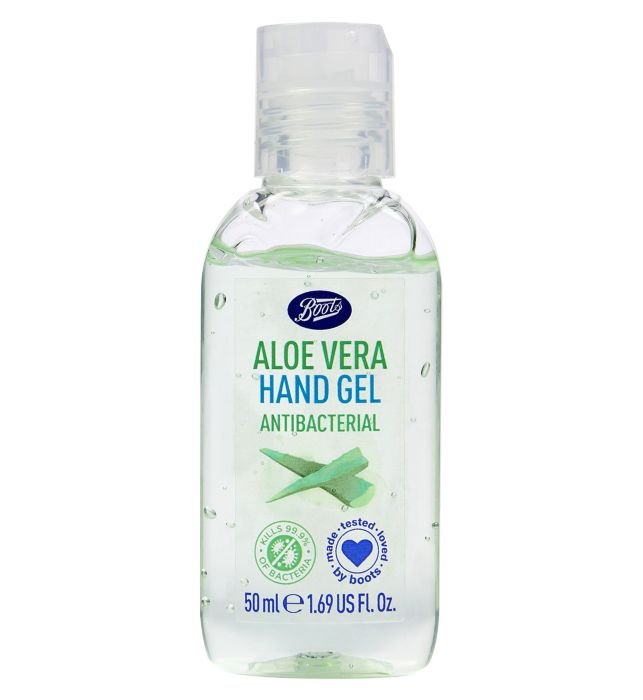 Boots
ALOE VERA
HAND GEL
ANTIBACTERIAL
KILLS 99.9%
OF BACTERIA
made • tested • loved
• by boots •
50 ml ℮ 1.69 US Fl. Oz.